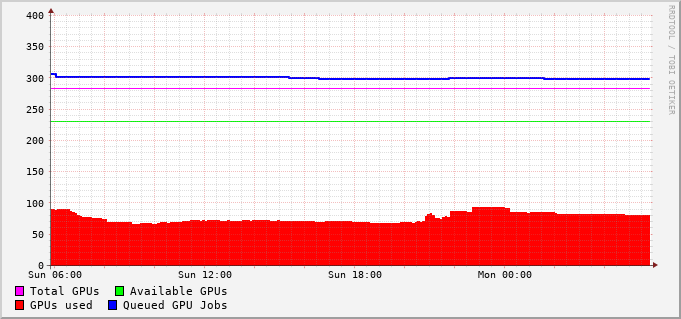 400
350
300
250
200
150
100
50
0
Sun 06:00 Sun 12:00 Sun 18:00 Mon 00:00
Total GPUs Available GPUs
GPUs used Queued GPU Jobs
RRDTOOL / TOBI OETIKER